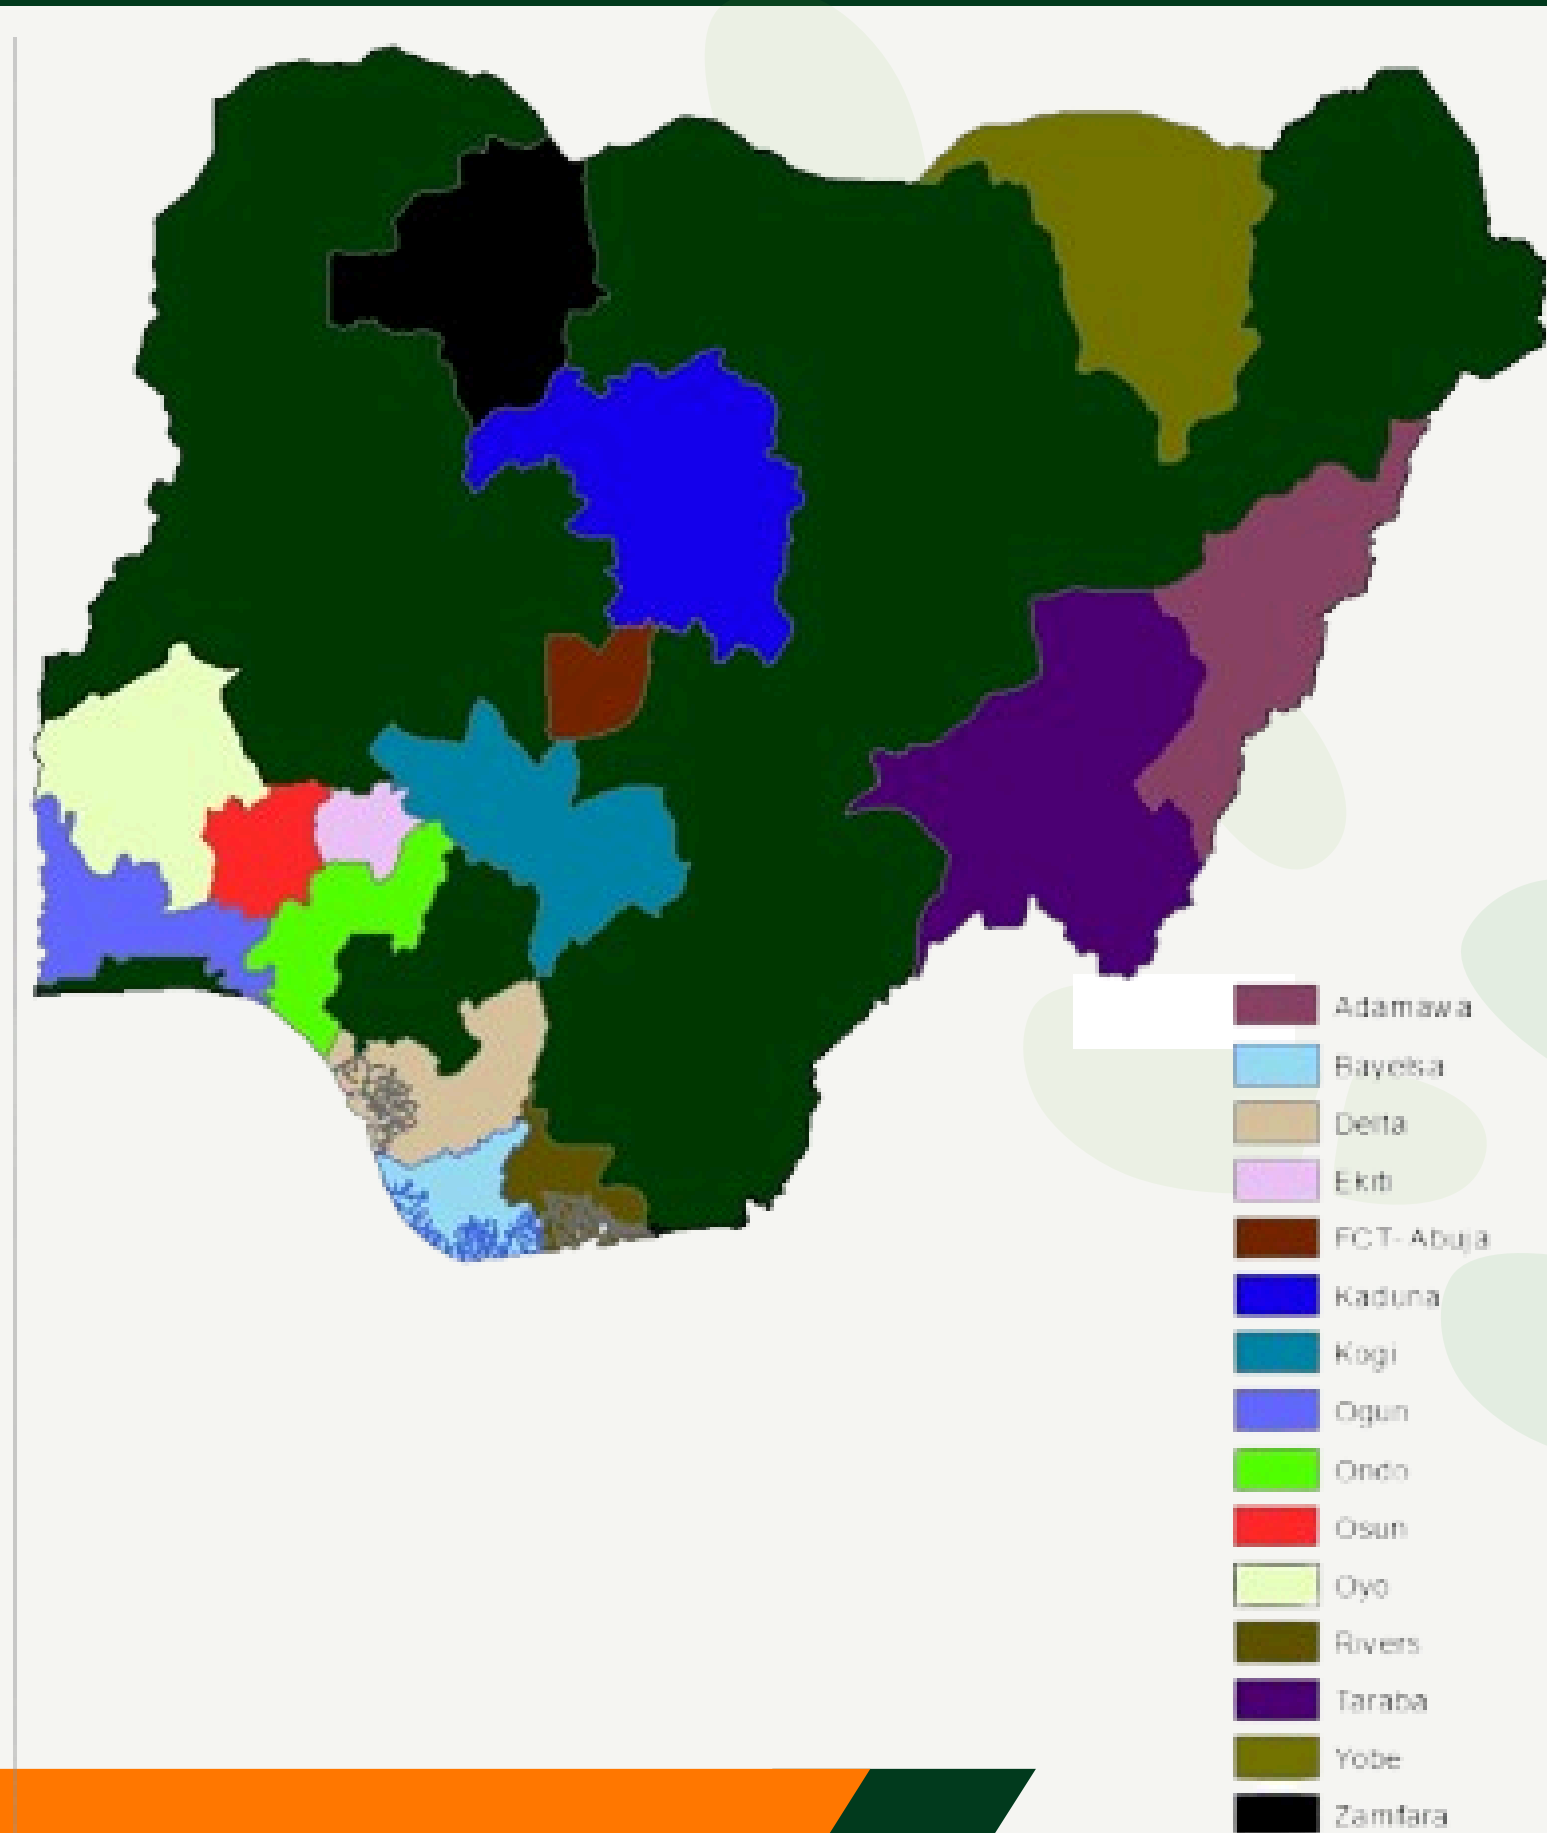 Adamawa
Bayelsa
Delta
Ekiti
FCT-Abuja
Kaduna
Kogi
Ogun
Ondo
Osun
Oyo
Rivers
Taraba
Yobe
Zamfara